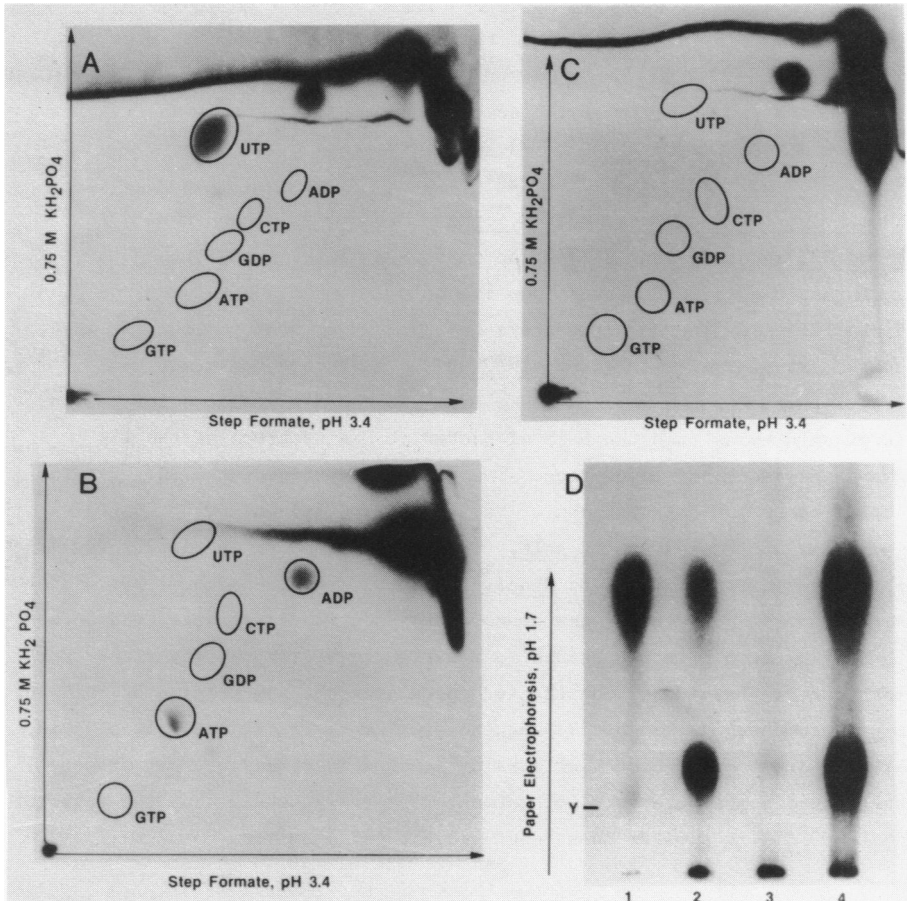 A
0.75 M KH2PO4
UTP
ADP
CTP
GDP
ATP
GTP
Step Formate, pH 3.4
C
0.75 M KH2PO4
UTP
ADP
CTP
GDP
ATP
GTP
Step Formate, pH 3.4
B
0.75 M KH2 PO4
UTP
ADP
CTP
GDP
ATP
GTP
Step Formate, pH 3.4
D
Paper Electrophoresis, pH 1.7
Y
1 2 3 4